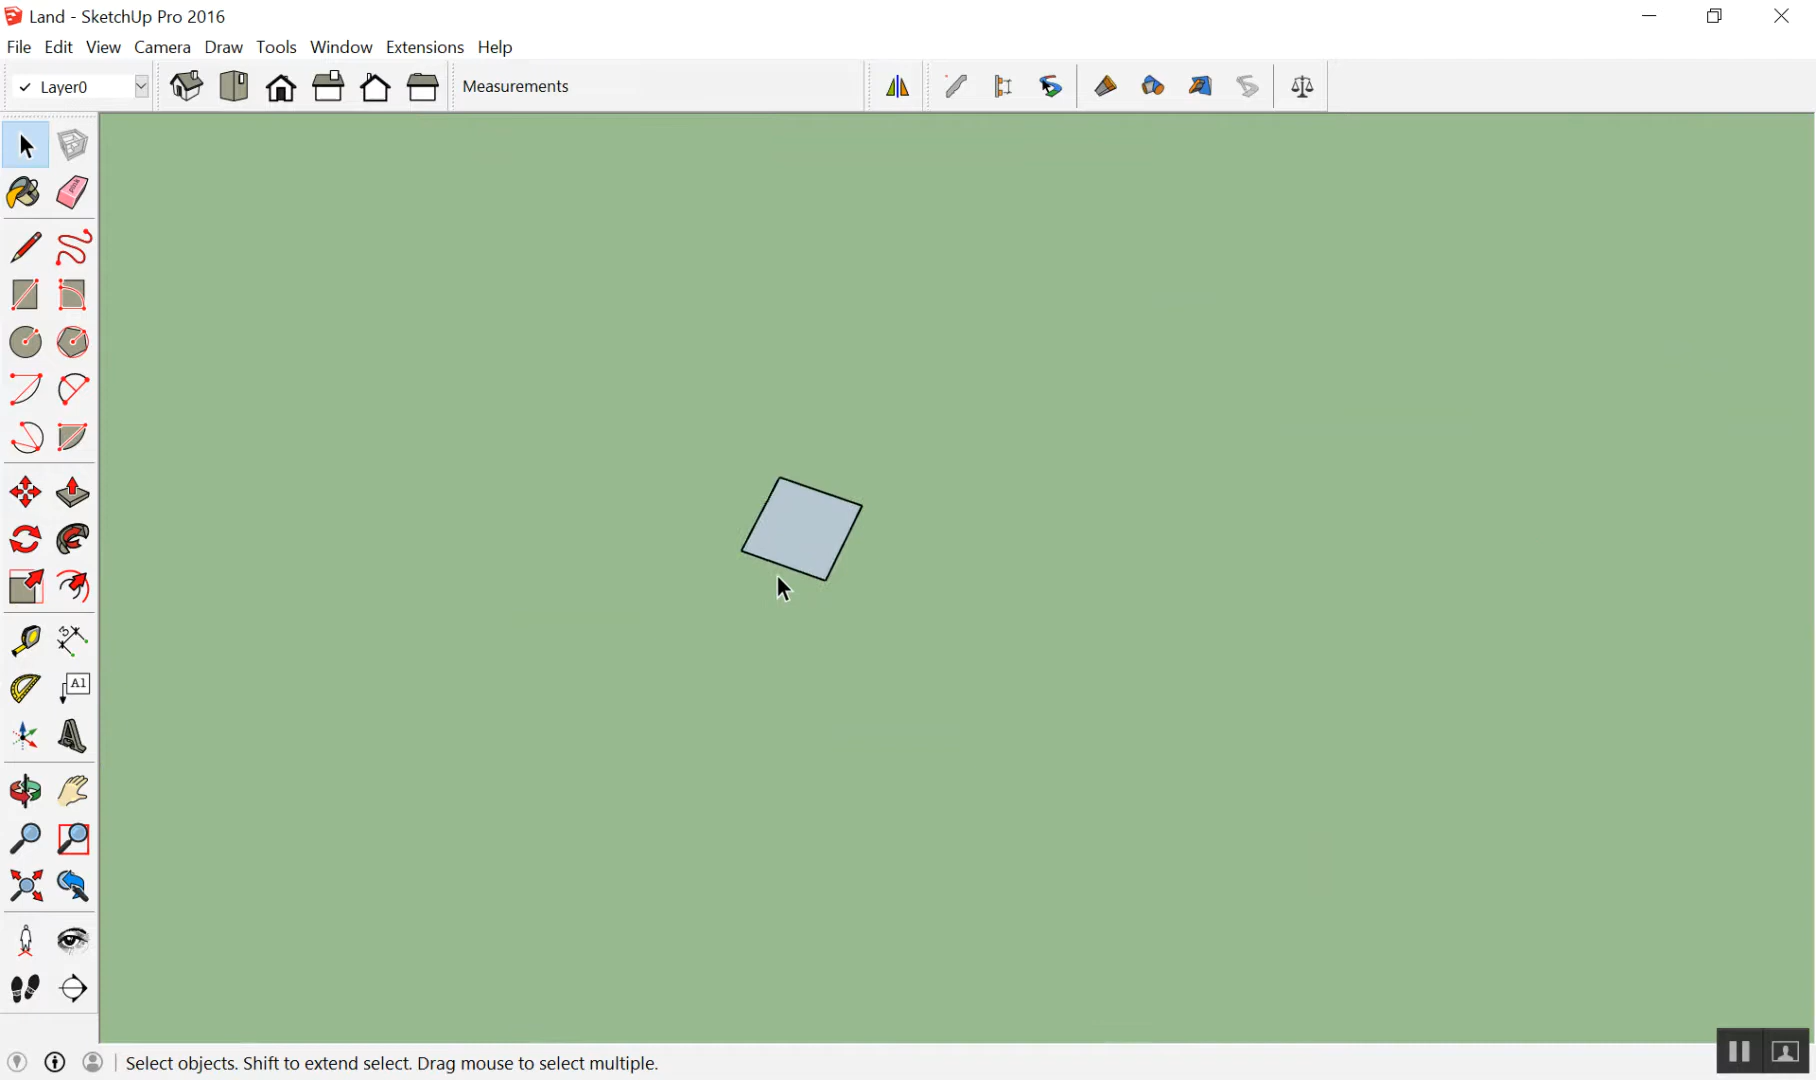 Land - SketchUp Pro 2016
File Edit View Camera Draw Tools Window Extensions Help
Layer0
Measurements
A1
Select objects. Shift to extend select. Drag mouse to select multiple.